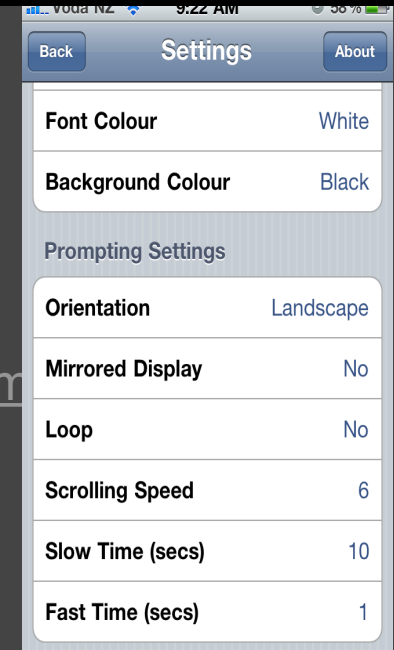 Voda NZ 9:22 AM 56%
Back Settings About
Font Colour White
Background Colour Black
Prompting Settings
Orientation Landscape
Mirrored Display No
Loop No
m
Scrolling Speed 6
Slow Time (secs) 10
Fast Time (secs) 1